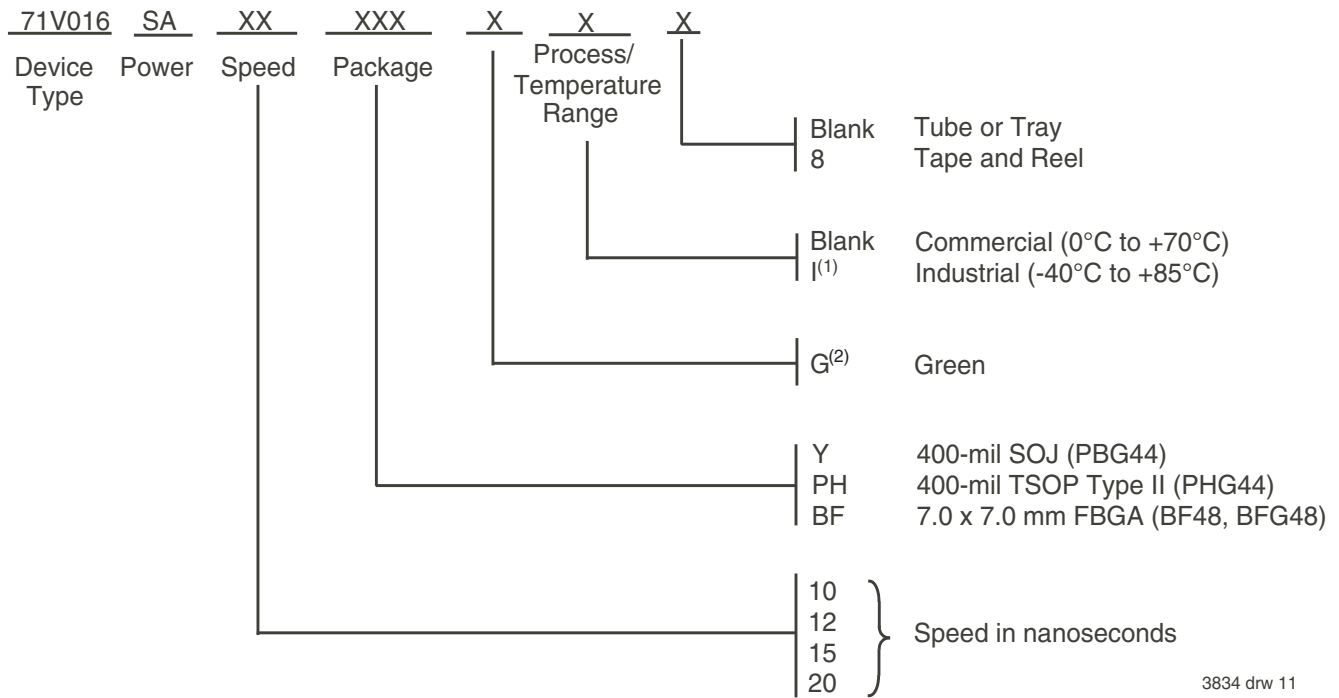 71V016 SA XX XXX X X X
Device Type
Power
Speed
Package
Process/
Temperature
Range
Blank Tube or Tray
8 Tape and Reel
Blank Commercial (0°C to +70°C)
I(1) Industrial (-40°C to +85°C)
G(2) Green
Y 400-mil SOJ (PBG44)
PH 400-mil TSOP Type II (PHG44)
BF 7.0 x 7.0 mm FBGA (BF48, BFG48)
10
12
15
20
Speed in nanoseconds
3834 drw 11